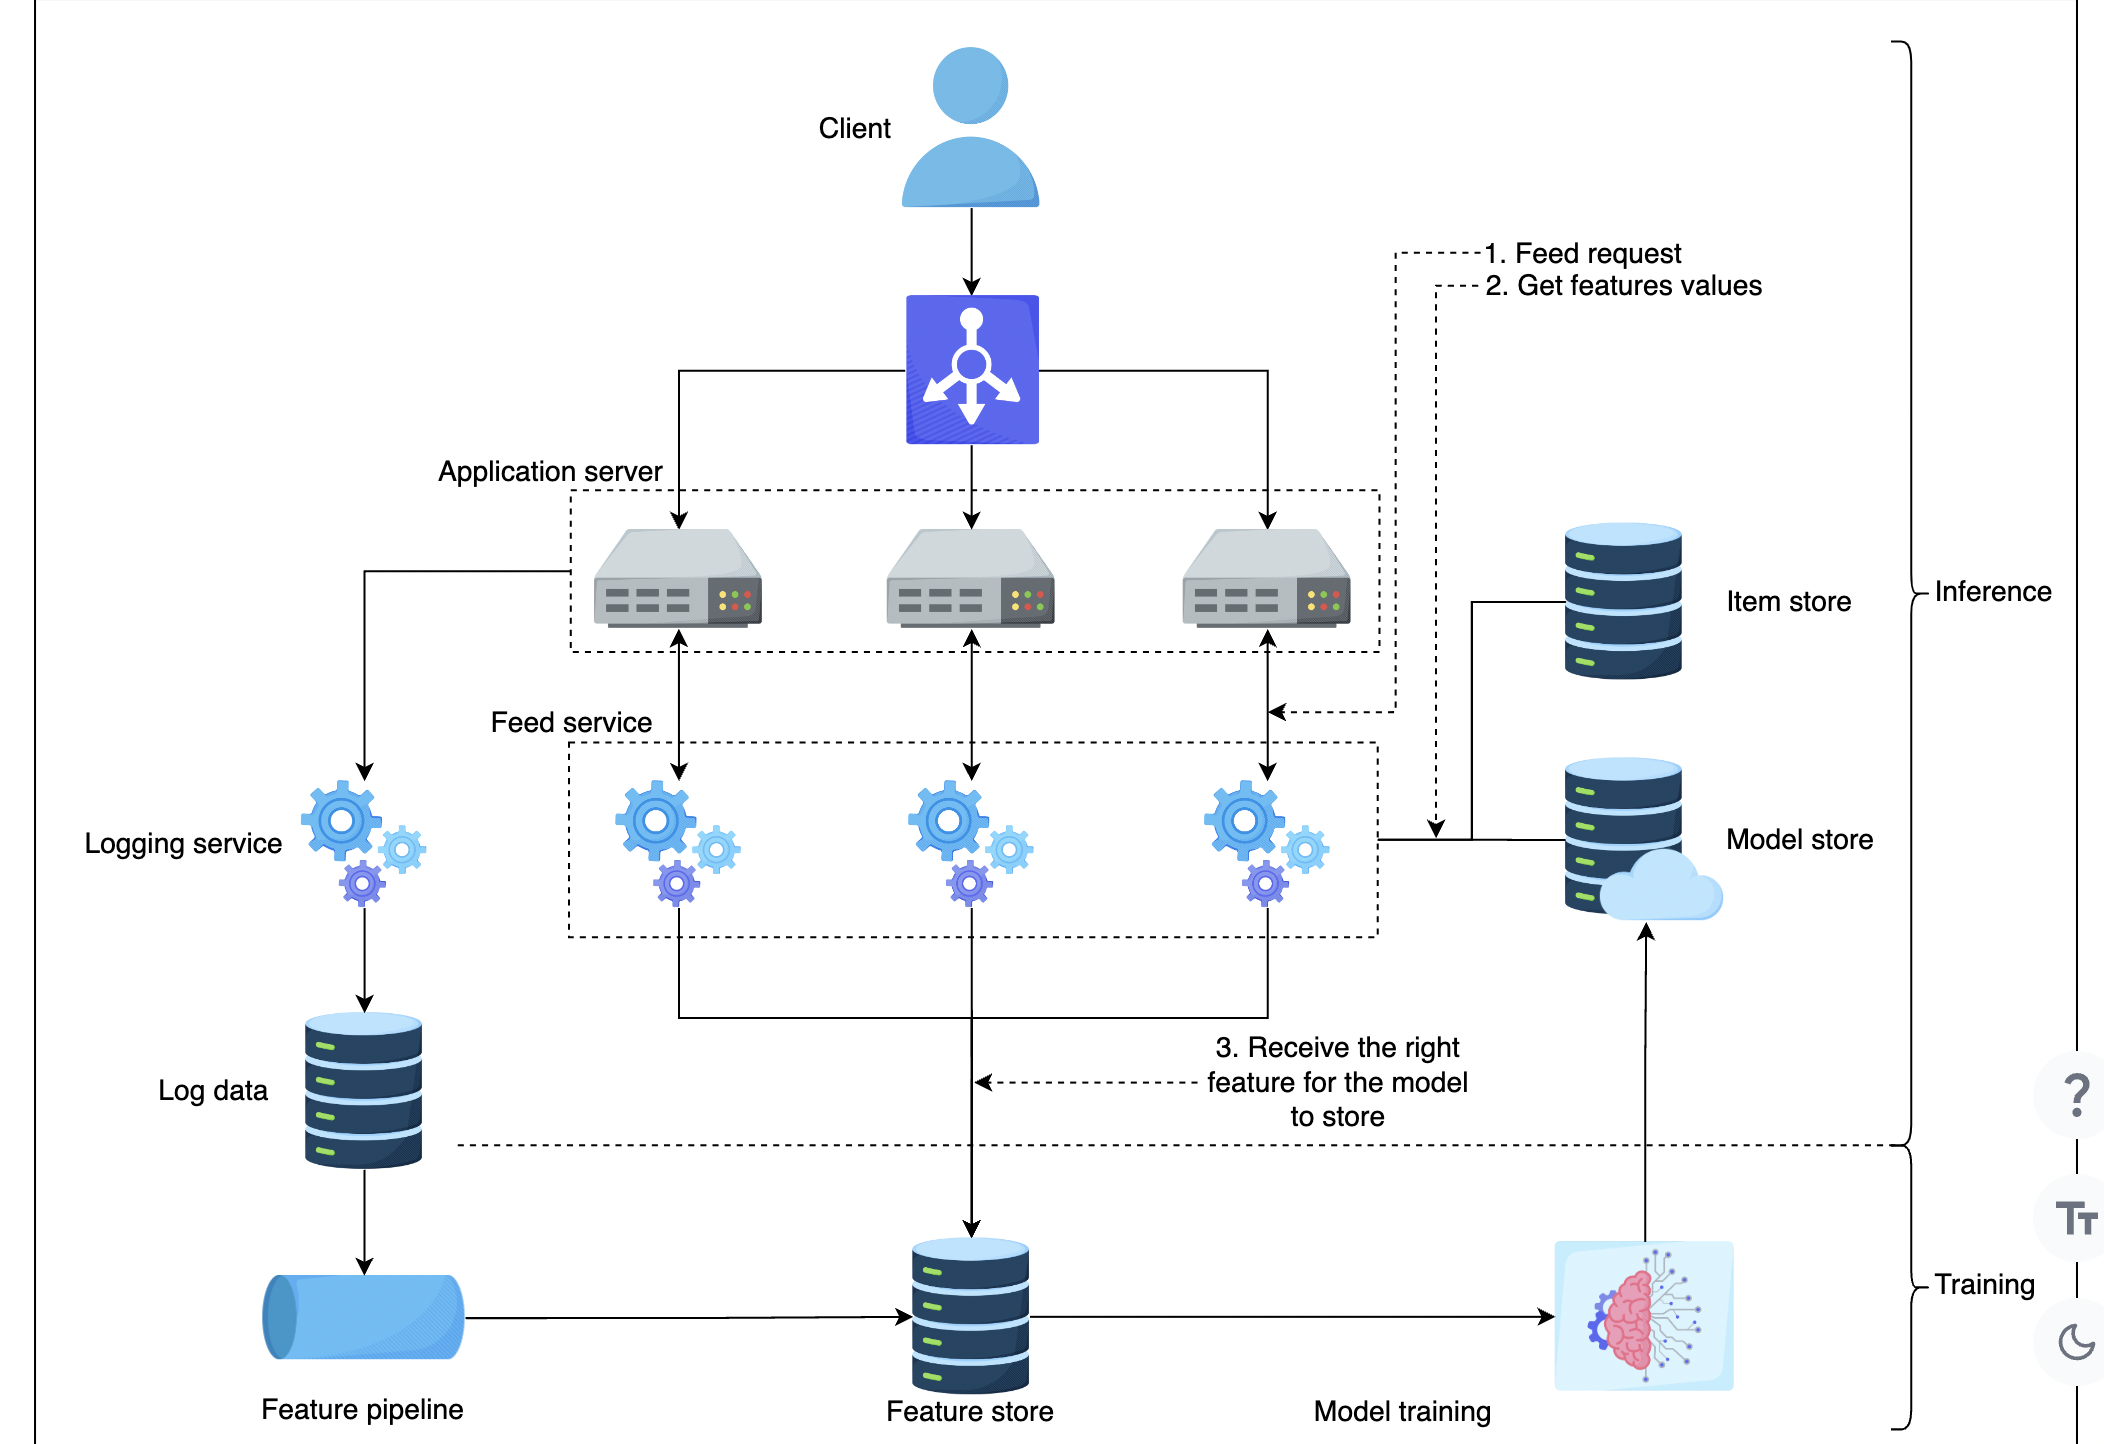 Client
1. Feed request
2. Get features values
Application server
Item store
Inference
Feed service
Logging service
Model store
3. Receive the right
feature for the model
to store
Log data
?
TT
Training
Feature pipeline
Feature store
Model training